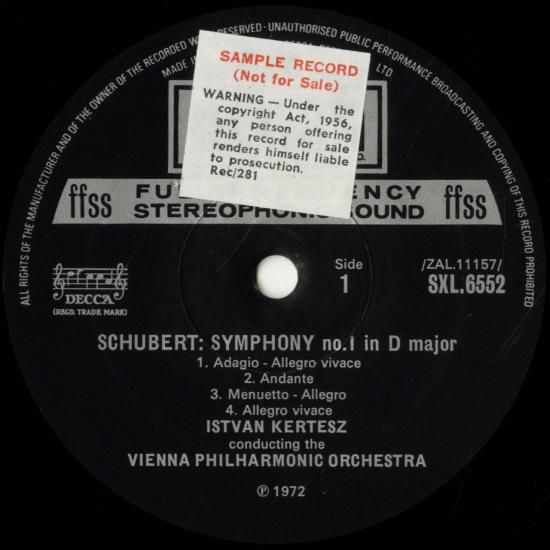 ALL RIGHTS OF THE MANUFACTURER AND OF THE OWNER OF THE RECORDED WORK RESERVED · UNAUTHORISED PUBLIC PERFORMANCE BROADCASTING AND COPYING OF THIS RECORD PROHIBITED
MADE IN
LTD
SAMPLE RECORD
(Not for Sale)
WARNING — Under the
copyright Act, 1956,
any person offering
this record for sale
renders himself liable
to prosecution.
Rec/281
ffss
STEREOPHONIC SOUND
ffss
DECCA
(REGD. TRADE MARK)
Side
1
/ZAL.11157/
SXL.6552
SCHUBERT: SYMPHONY no.1 in D major
1. Adagio - Allegro vivace
2. Andante
3. Menuetto - Allegro
4. Allegro vivace
ISTVAN KERTESZ
conducting the
VIENNA PHILHARMONIC ORCHESTRA
℗ 1972